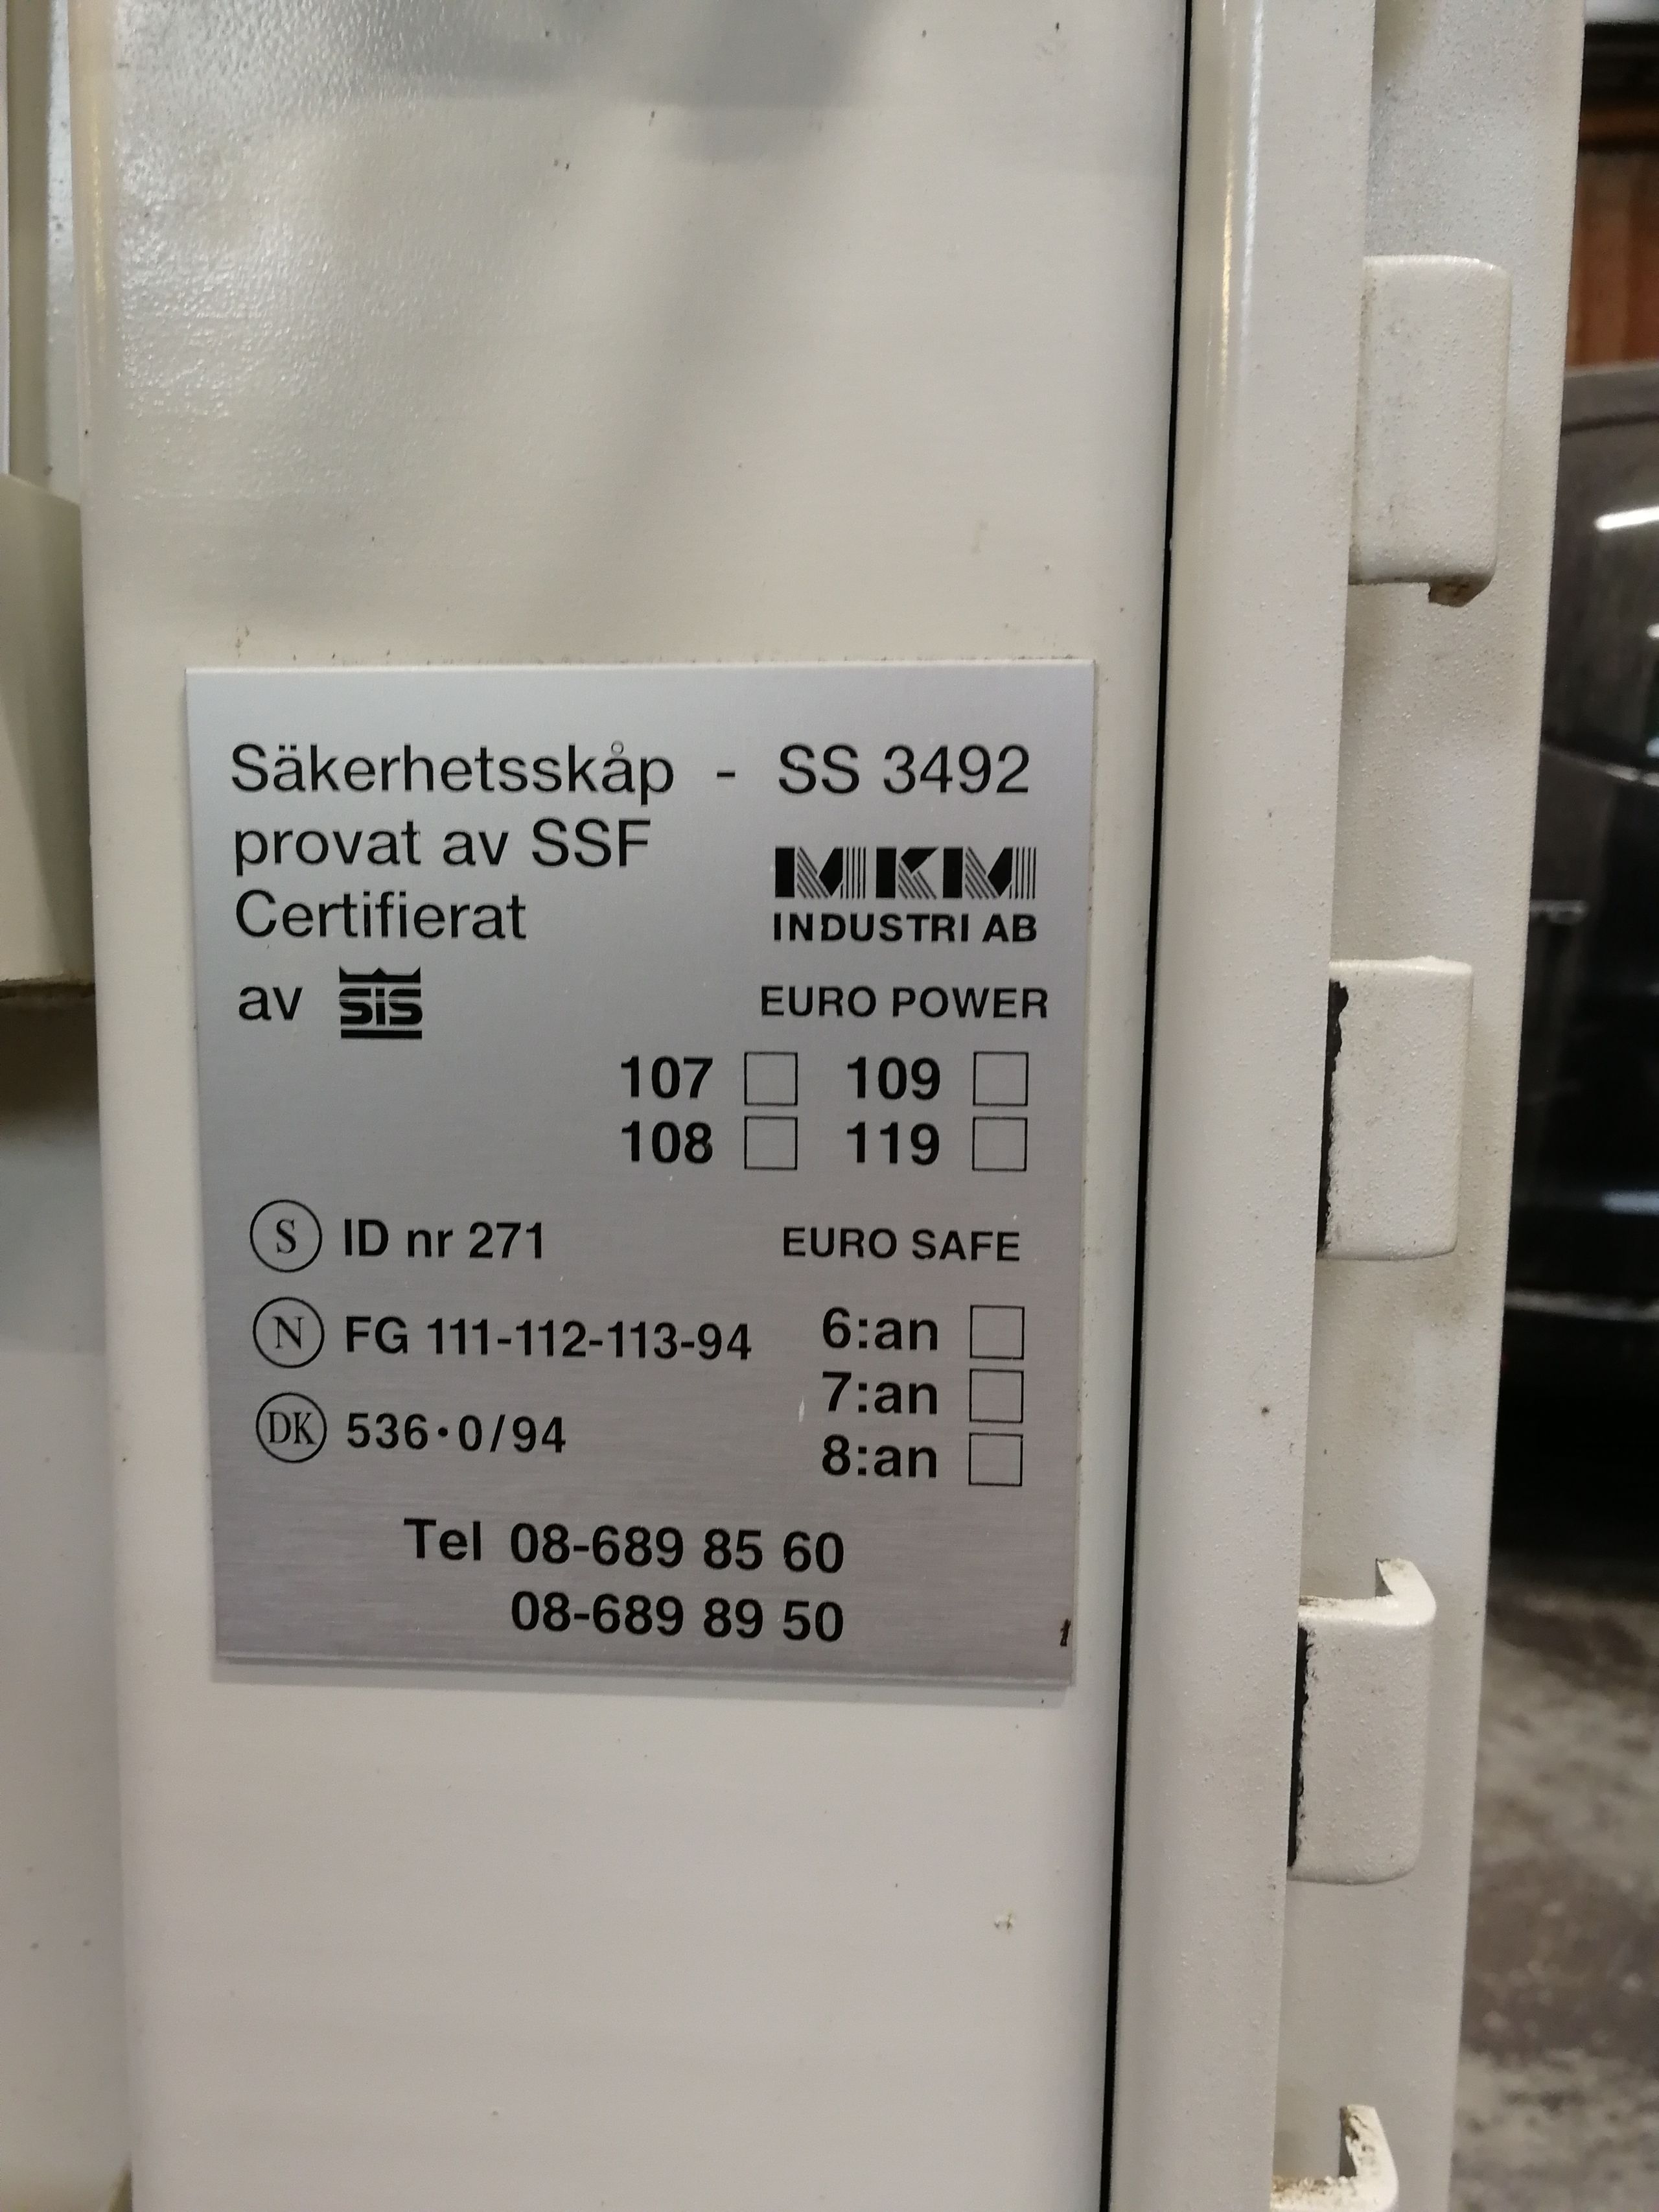 Säkerhetsskåp - SS 3492
provat av SSF
Certifierat
av SIS
MKM
INDUSTRI AB
EURO POWER
107 109
108 119
S ID nr 271
N FG 111-112-113-94
DK 536·0/94
EURO SAFE
6:an
7:an
8:an
Tel 08-689 85 60
08-689 89 50